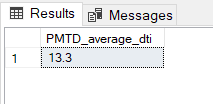 Results Messages
PMTD_average_dti
1 13.3